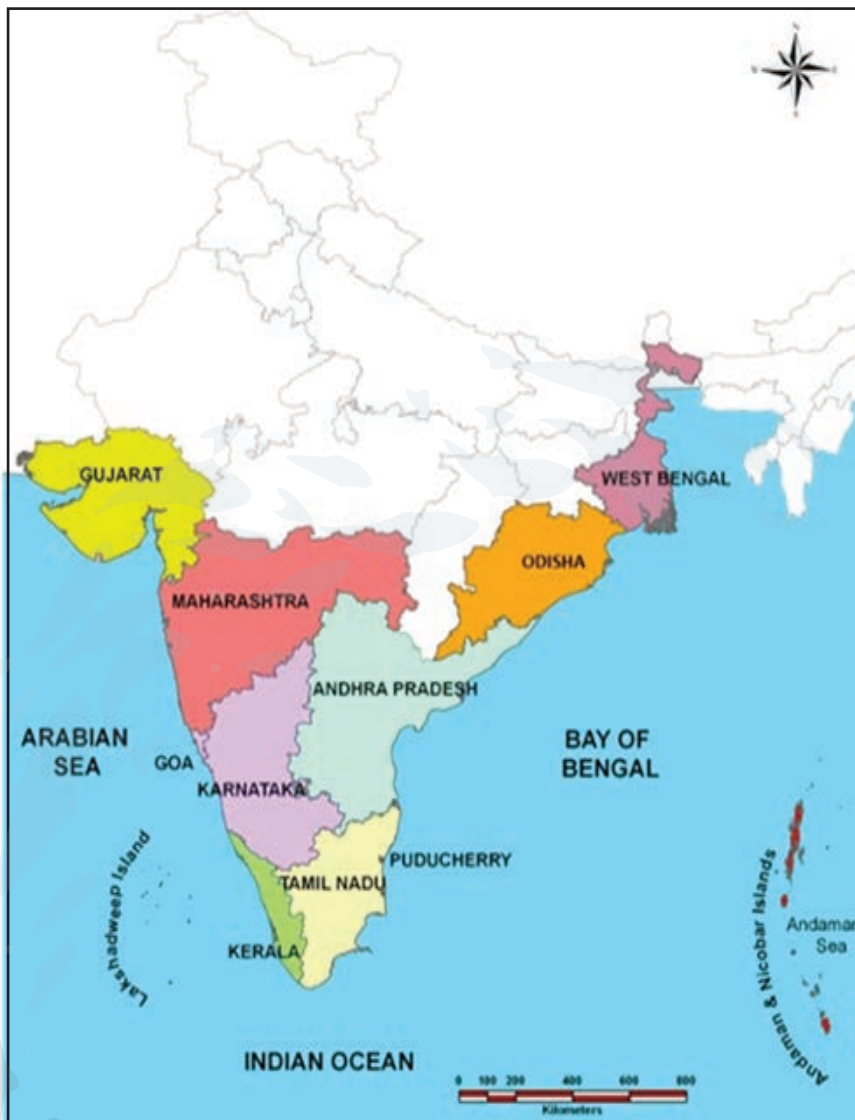 N
W
E
S
GUJARAT
WEST BENGAL
ODISHA
MAHARASHTRA
ANDHRA PRADESH
ARABIAN
SEA
BAY OF
BENGAL
GOA
KARNATAKA
PUDUCHERRY
TAMIL NADU
Lakshadweep Island
KERALA
Andaman
Sea
Andaman & Nicobar Islands
INDIAN OCEAN
0 100 200 400 600 800
Kilometers